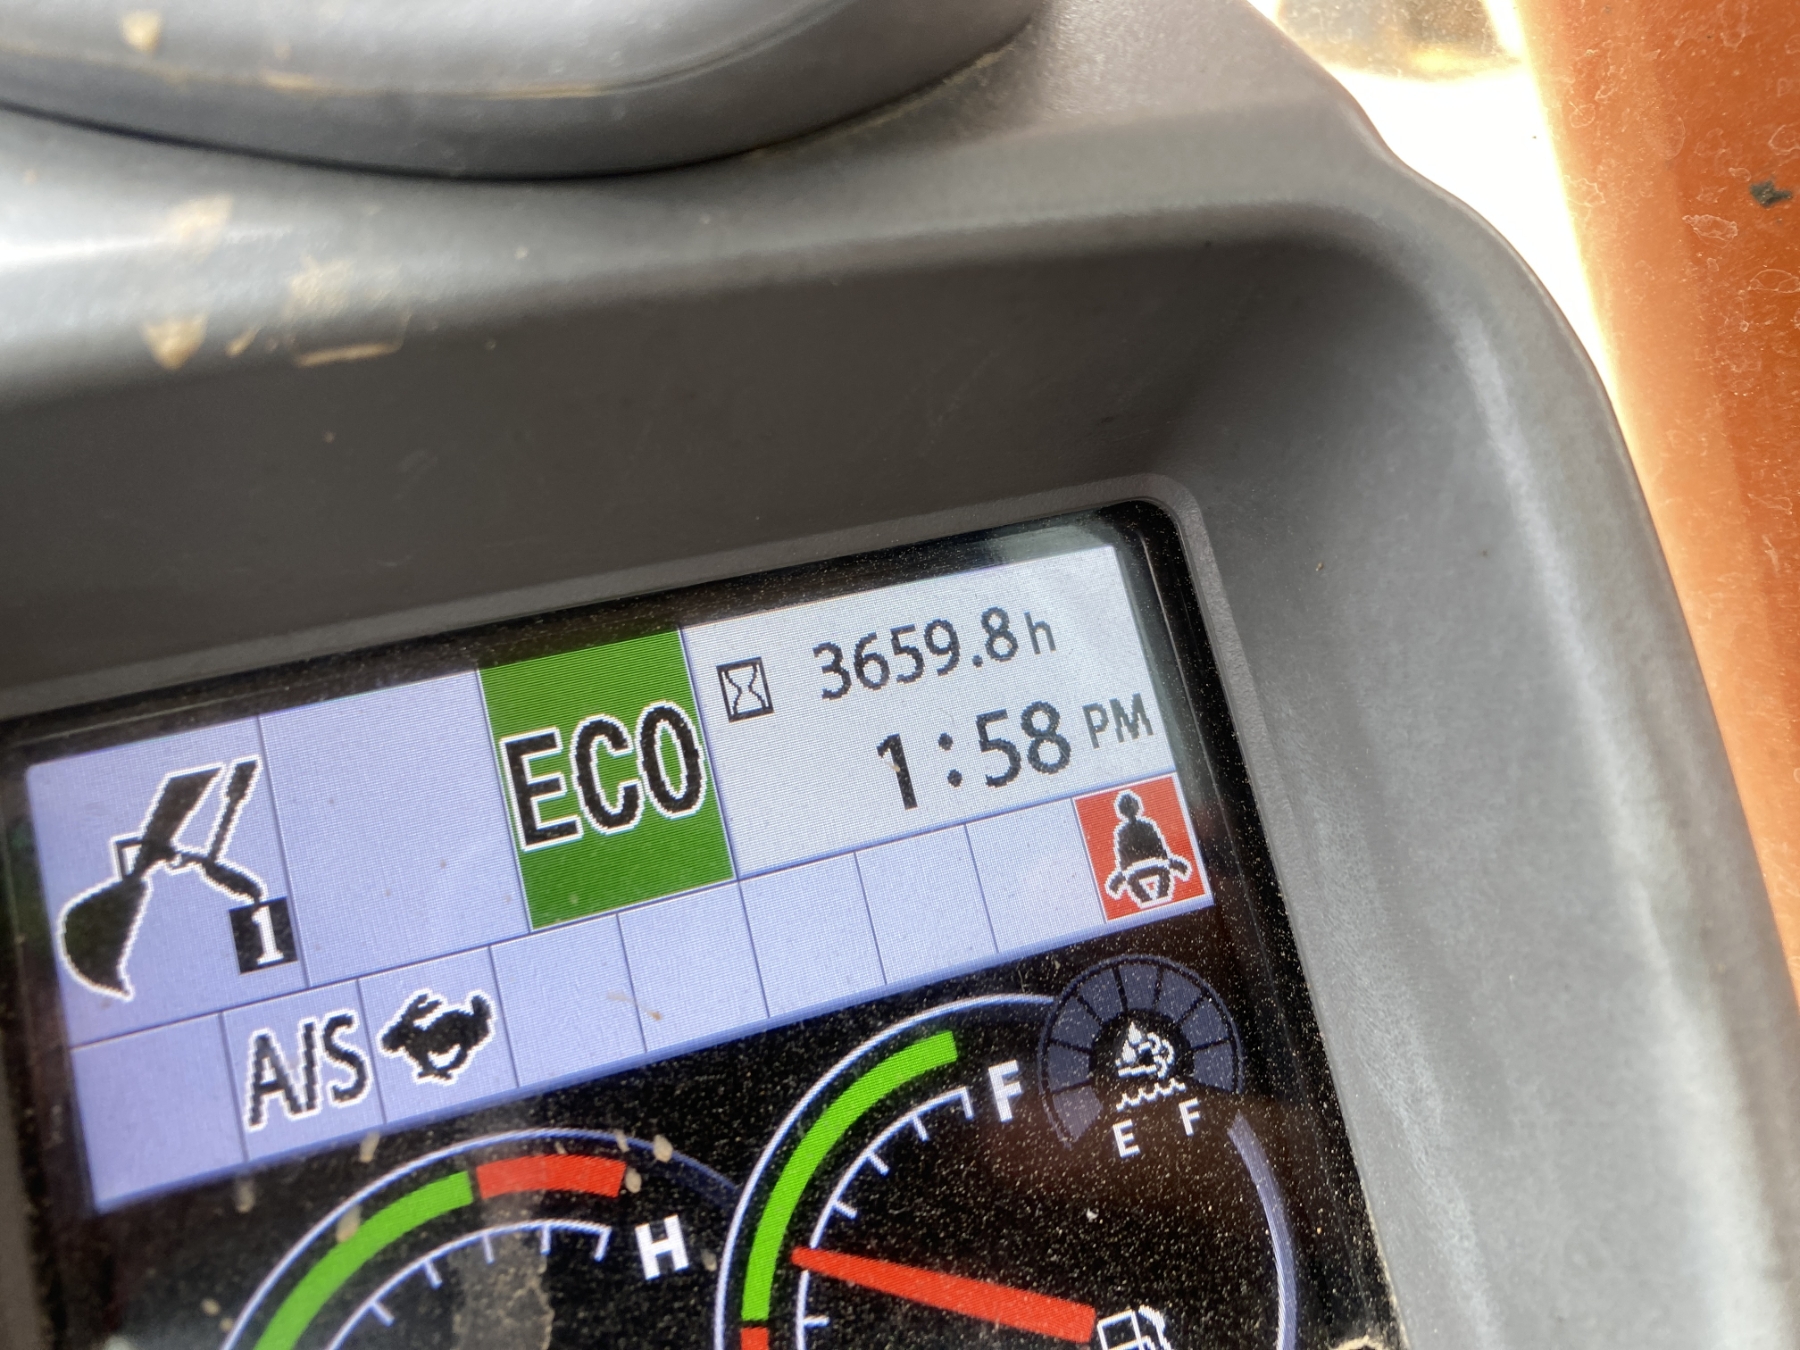 3659.8h
ECO
1:58 PM
1
A/S
F
E F
H